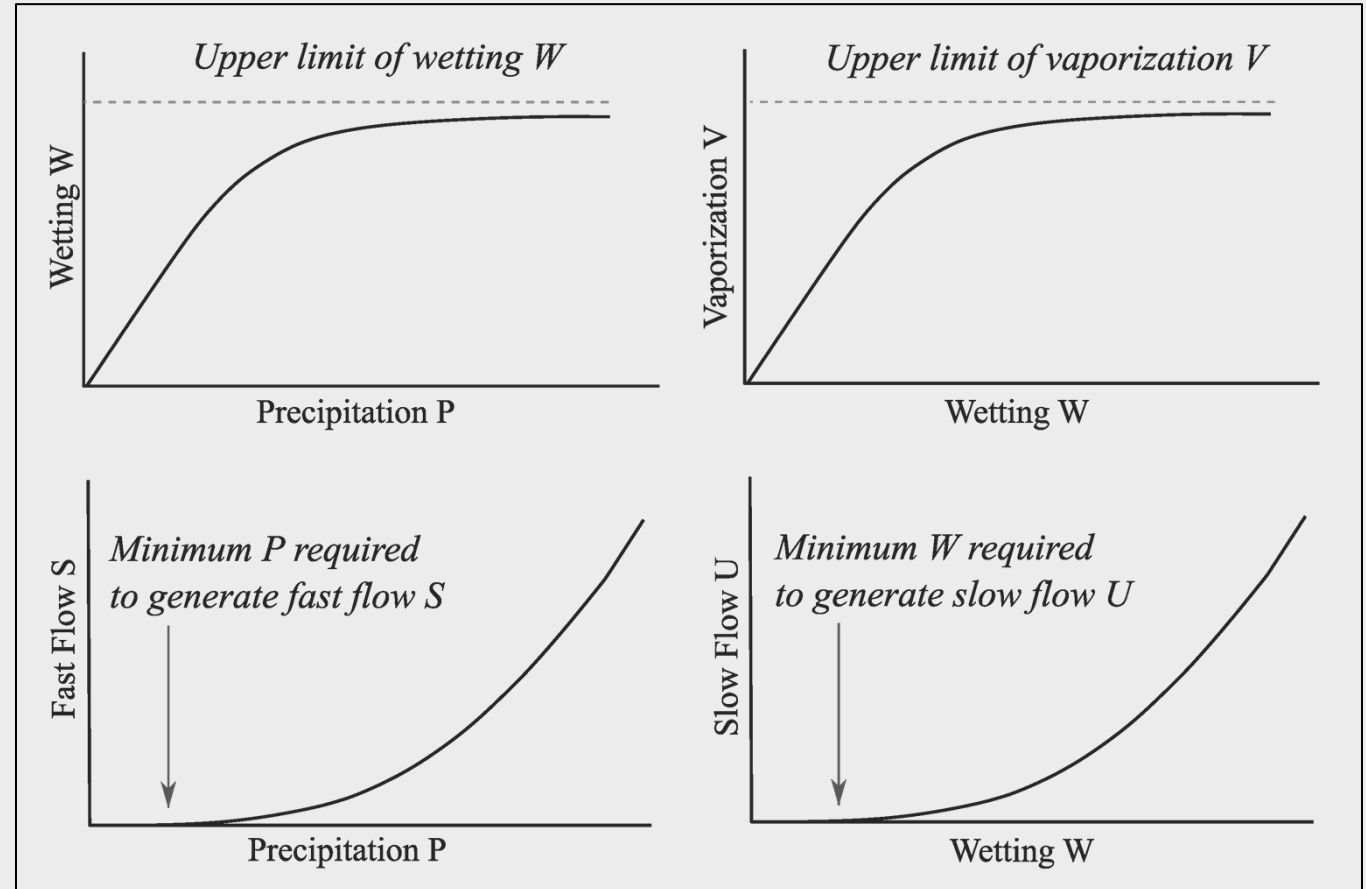 Upper limit of wetting W
Wetting W
Precipitation P
Upper limit of vaporization V
Vaporization V
Wetting W
Minimum P required
to generate fast flow S
Fast Flow S
Precipitation P
Minimum W required
to generate slow flow U
Slow Flow U
Wetting W